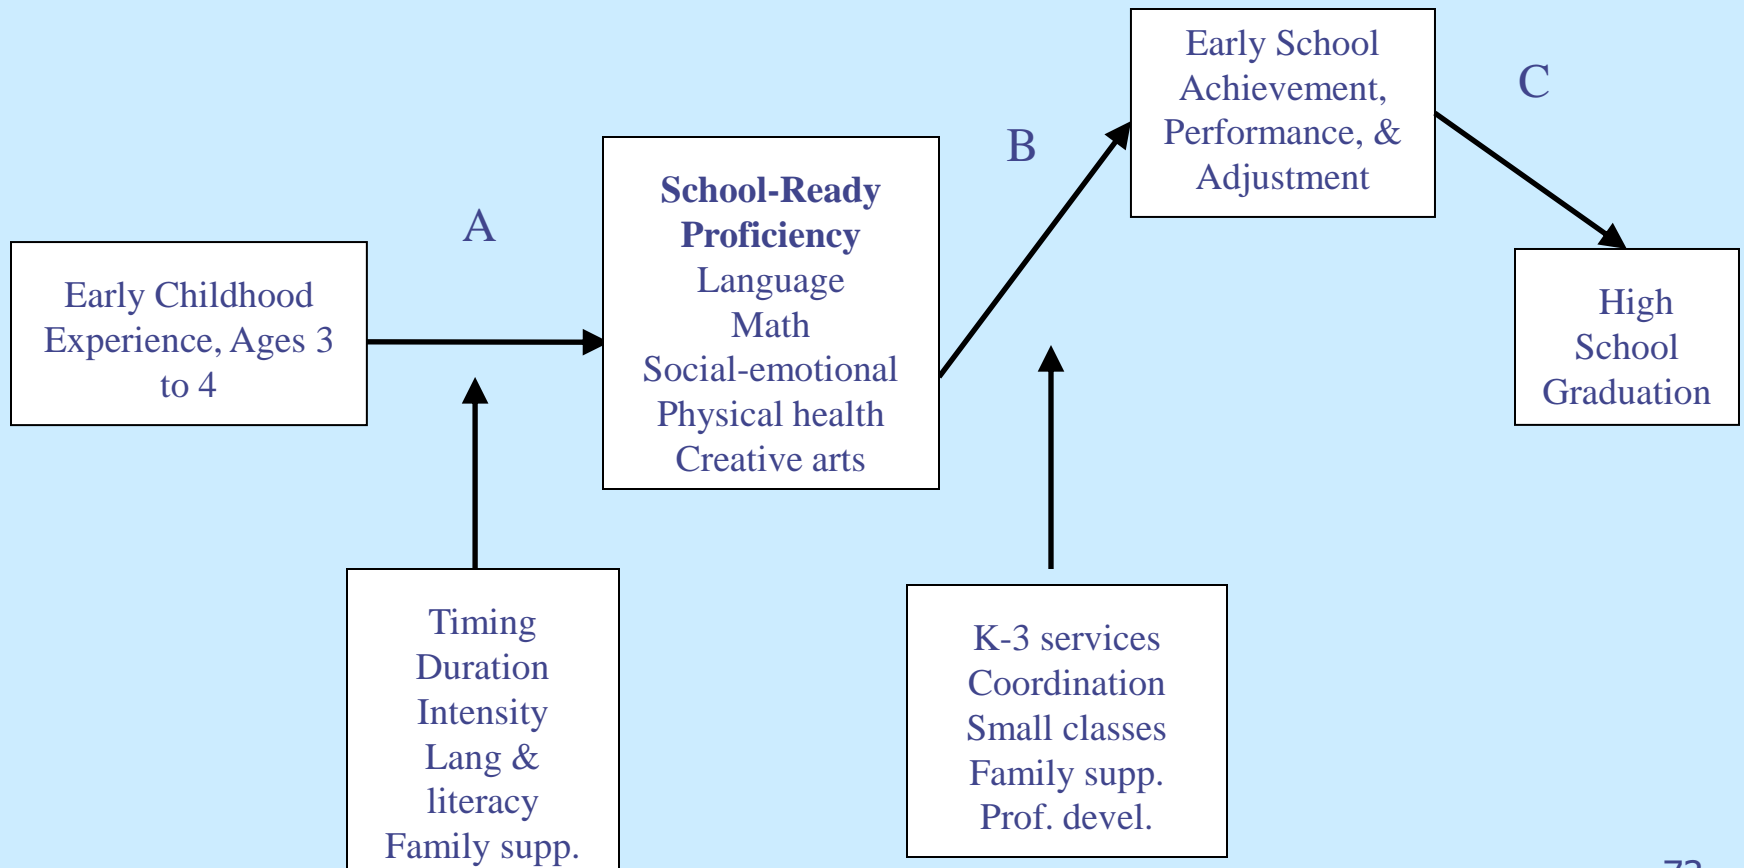 Early Childhood
Experience, Ages 3
to 4
A
School-Ready
Proficiency
Language
Math
Social-emotional
Physical health
Creative arts
B
Early School
Achievement,
Performance, &
Adjustment
C
High
School
Graduation
Timing
Duration
Intensity
Lang &
literacy
Family supp.
K-3 services
Coordination
Small classes
Family supp.
Prof. devel.